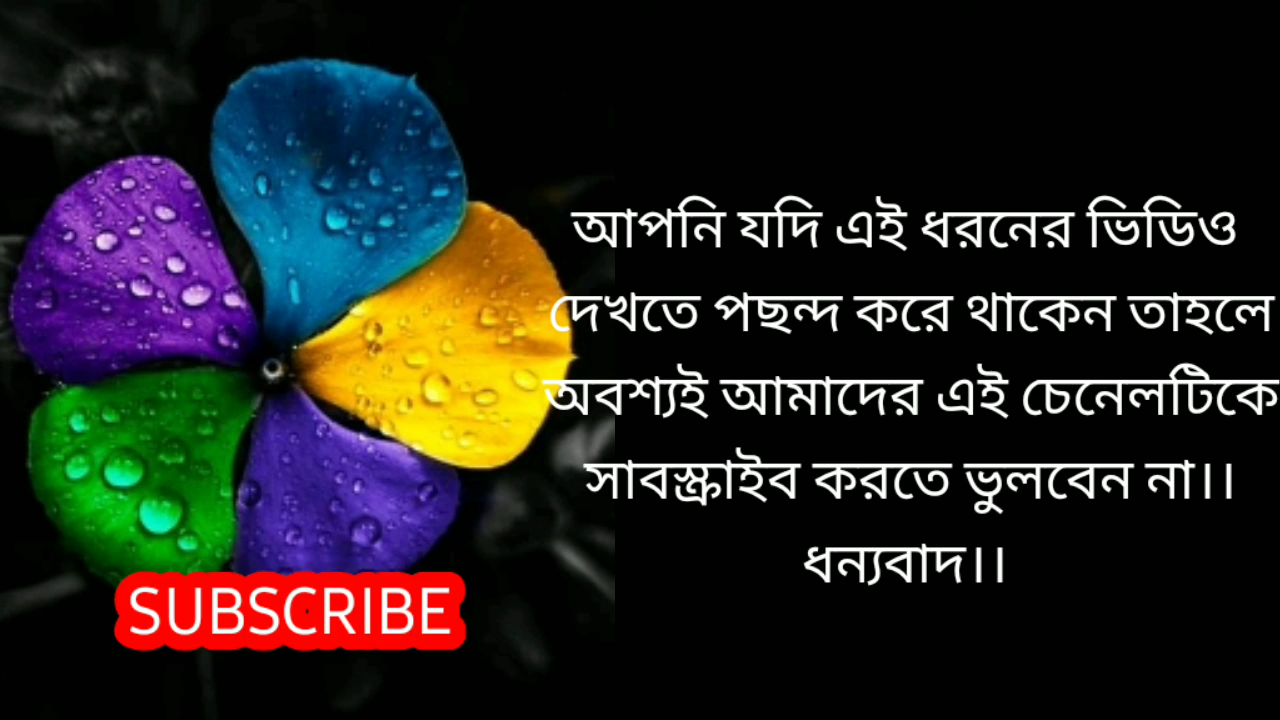 আপনি যদি এই ধরনের ভিডিও
দেখতে পছন্দ করে থাকেন তাহলে
অবশ্যই আমাদের এই চেনেলটিকে
সাবস্ক্রাইব করতে ভুলবেন না।।
ধন্যবাদ।।
SUBSCRIBE